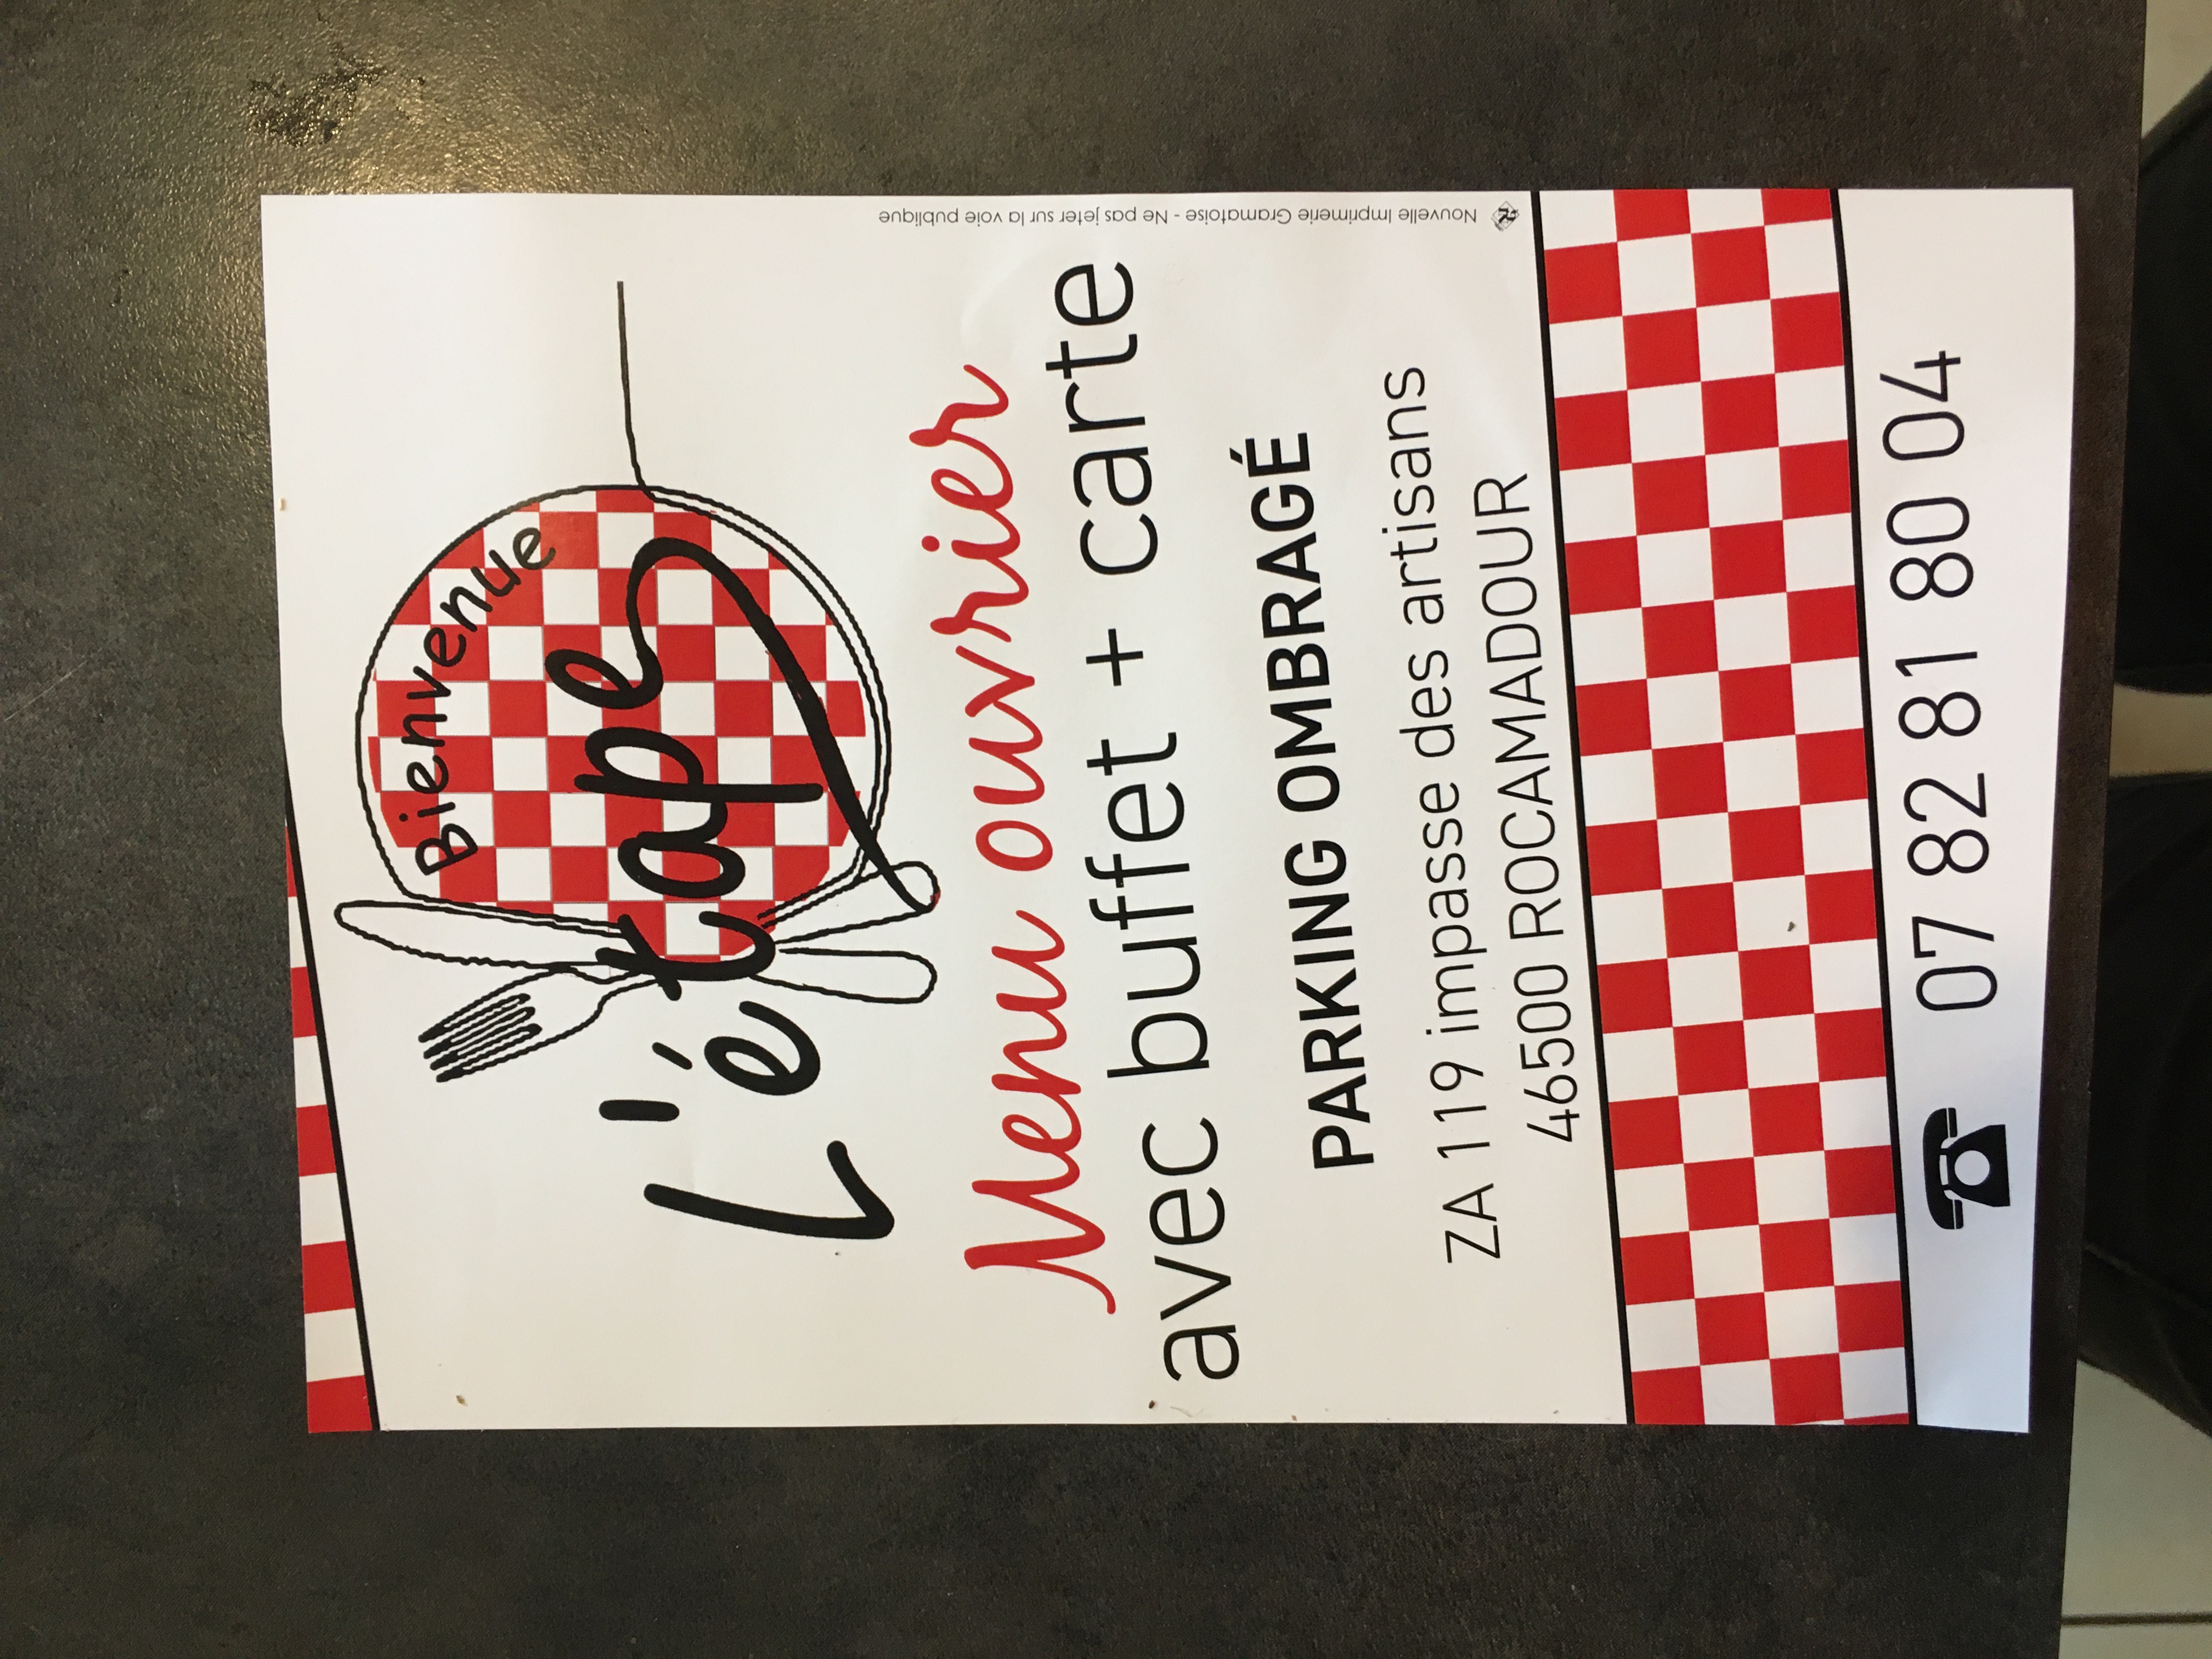 Bienvenue
L'étape
Menu ouvrier
avec buffet + carte
PARKING OMBRAGÉ
ZA 119 impasse des artisans
46500 ROCAMADOUR
07 82 81 80 04
Nouvelle Imprimerie Gramatoise - Ne pas jeter sur la voie publique